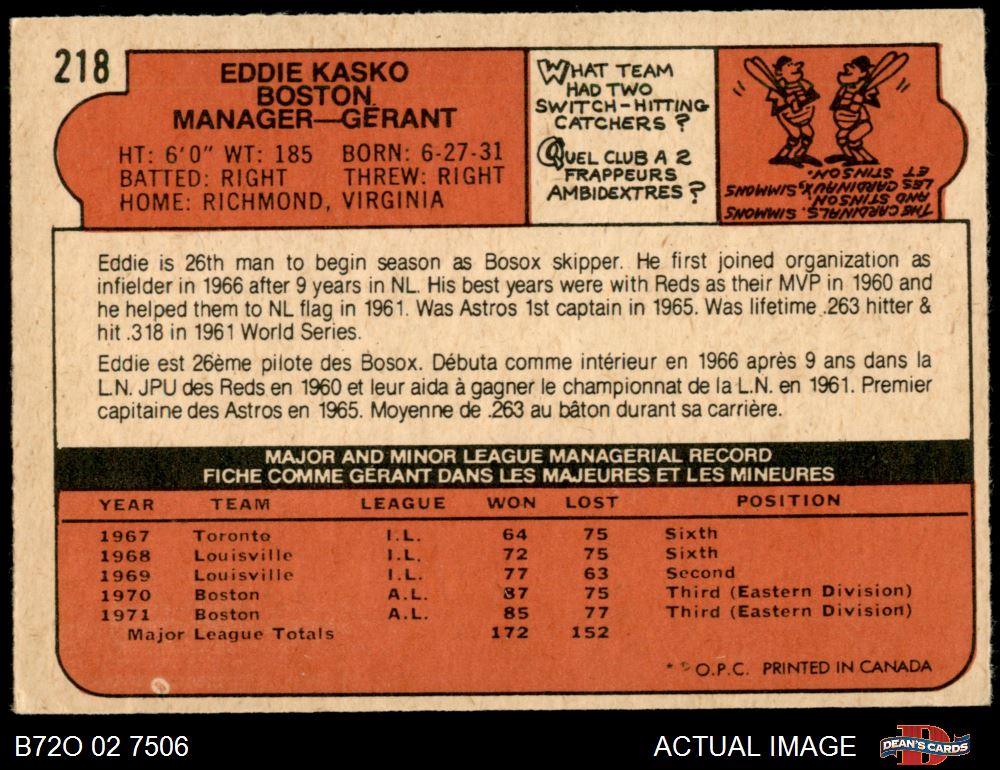 218
EDDIE KASKO
BOSTON
MANAGER—GÉRANT
HT: 6'0" WT: 185 BORN: 6-27-31
BATTED: RIGHT THREW: RIGHT
HOME: RICHMOND, VIRGINIA
WHAT TEAM
HAD TWO
SWITCH-HITTING
CATCHERS?
QUEL CLUB A 2
FRAPPEURS
AMBIDEXTRES?
THE CARDINALS, SIMMONS
AND STINSON
LES CARDINAUX, SIMMONS
ET STINSON.
Eddie is 26th man to begin season as Bosox skipper. He first joined organization as
infielder in 1966 after 9 years in NL. His best years were with Reds as their MVP in 1960 and
he helped them to NL flag in 1961. Was Astros 1st captain in 1965. Was lifetime .263 hitter &
hit .318 in 1961 World Series.
Eddie est 26ème pilote des Bosox. Débuta comme intérieur en 1966 après 9 ans dans la
L.N. JPU des Reds en 1960 et leur aida à gagner le championnat de la L.N. en 1961. Premier
capitaine des Astros en 1965. Moyenne de .263 au bâton durant sa carrière.
MAJOR AND MINOR LEAGUE MANAGERIAL RECORD
FICHE COMME GÉRANT DANS LES MAJEURES ET LES MINEURES
YEAR TEAM LEAGUE WON LOST POSITION
1967 Toronto I.L. 64 75 Sixth
1968 Louisville I.L. 72 75 Sixth
1969 Louisville I.L. 77 63 Second
1970 Boston A.L. 87 75 Third (Eastern Division)
1971 Boston A.L. 85 77 Third (Eastern Division)
Major League Totals 172 152
* © O.P.C. PRINTED IN CANADA
B72O 02 7506
ACTUAL IMAGE
D
DEAN'S CARDS